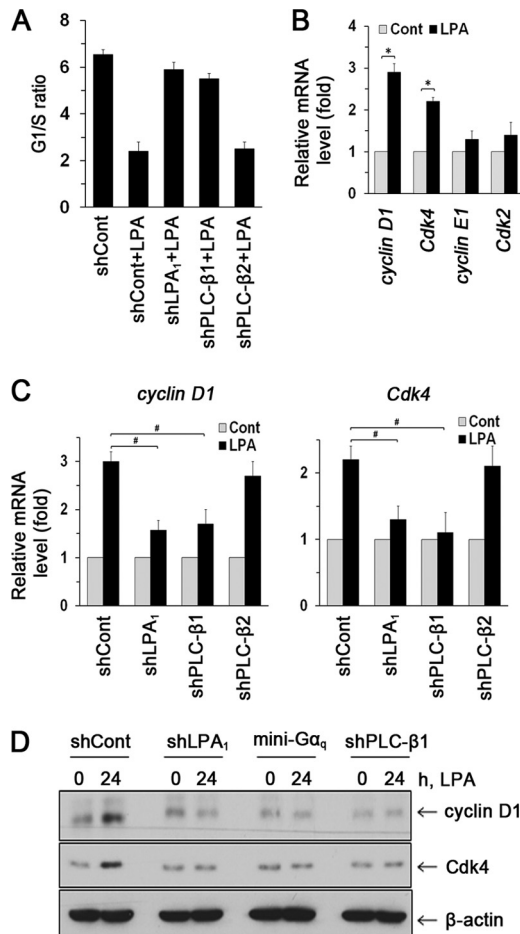 A
G1/S ratio
8
6
4
2
0
shCont
shCont+LPA
shLPA₁+LPA
shPLC-β1+LPA
shPLC-β2+LPA
B
Cont LPA
Relative mRNA
level (fold)
4
3
2
1
0
* *
cyclin D1
Cdk4
cyclin E1
Cdk2
C
cyclin D1
Cont
LPA
# #
Relative mRNA
level (fold)
3
2
1
0
shCont
shLPA₁
shPLC-β1
shPLC-β2
Cdk4
Cont
LPA
# #
2
1
0
shCont
shLPA₁
shPLC-β1
shPLC-β2
D
shCont shLPA₁ mini-Gαq shPLC-β1
0 24 0 24 0 24 0 24 h, LPA
← cyclin D1
← Cdk4
← β-actin